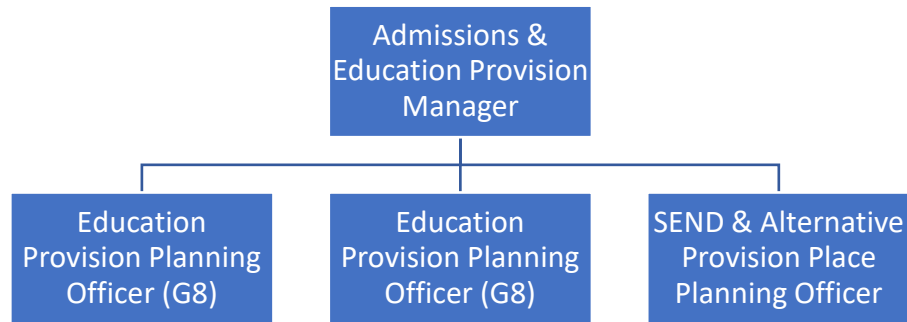 Admissions &
Education Provision
Manager
Education
Provision Planning
Officer (G8)
Education
Provision Planning
Officer (G8)
SEND & Alternative
Provision Place
Planning Officer